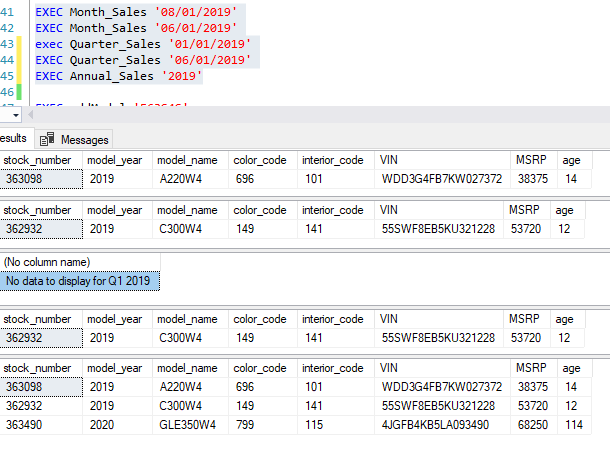 41 EXEC Month_Sales '08/01/2019'
42 EXEC Month_Sales '06/01/2019'
43 exec Quarter_Sales '01/01/2019'
44 EXEC Quarter_Sales '06/01/2019'
45 EXEC Annual_Sales '2019'
46
esults Messages
stock_number model_year model_name color_code interior_code VIN MSRP age
363098 2019 A220W4 696 101 WDD3G4FB7KW027372 38375 14
stock_number model_year model_name color_code interior_code VIN MSRP age
362932 2019 C300W4 149 141 55SWF8EB5KU321228 53720 12
(No column name)
No data to display for Q1 2019
stock_number model_year model_name color_code interior_code VIN MSRP age
362932 2019 C300W4 149 141 55SWF8EB5KU321228 53720 12
stock_number model_year model_name color_code interior_code VIN MSRP age
363098 2019 A220W4 696 101 WDD3G4FB7KW027372 38375 14
362932 2019 C300W4 149 141 55SWF8EB5KU321228 53720 12
363490 2020 GLE350W4 799 115 4JGFB4KB5LA093490 68250 114